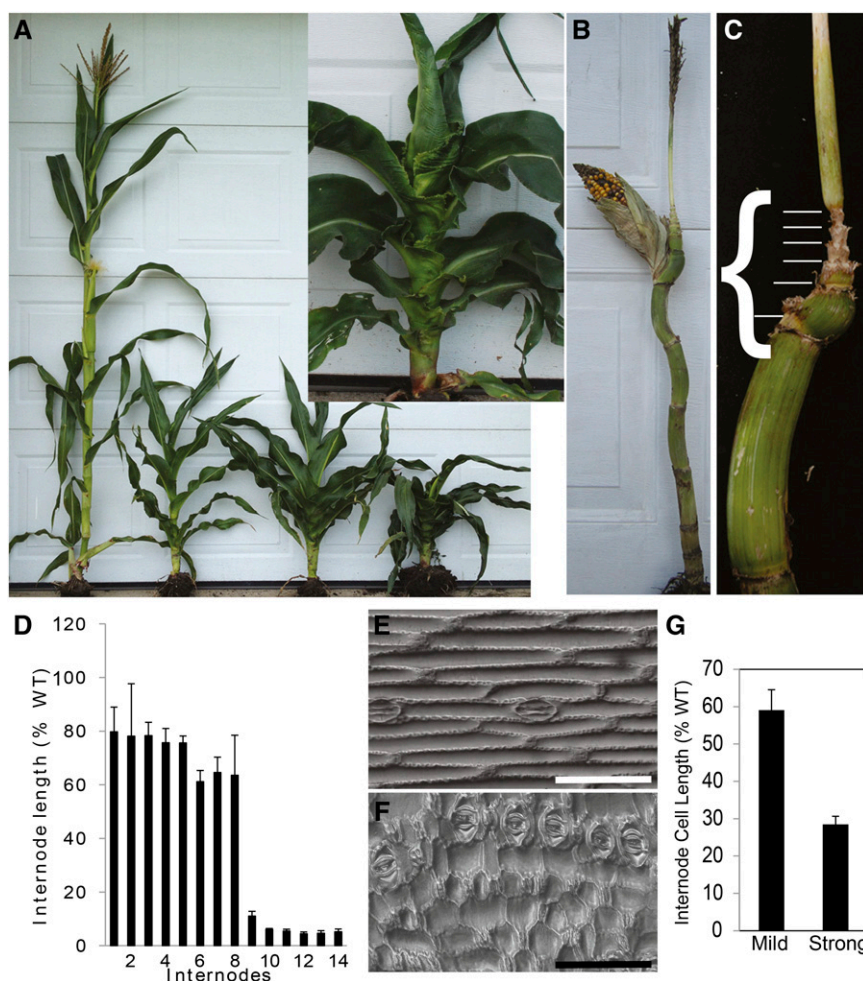 A
B
C
D
120
100
80
60
40
20
0
Internode length (% WT)
2 4 6 8 10 12 14
Internodes
E
F
G
70
60
50
40
30
20
10
0
Internode Cell Length (% WT)
Mild Strong